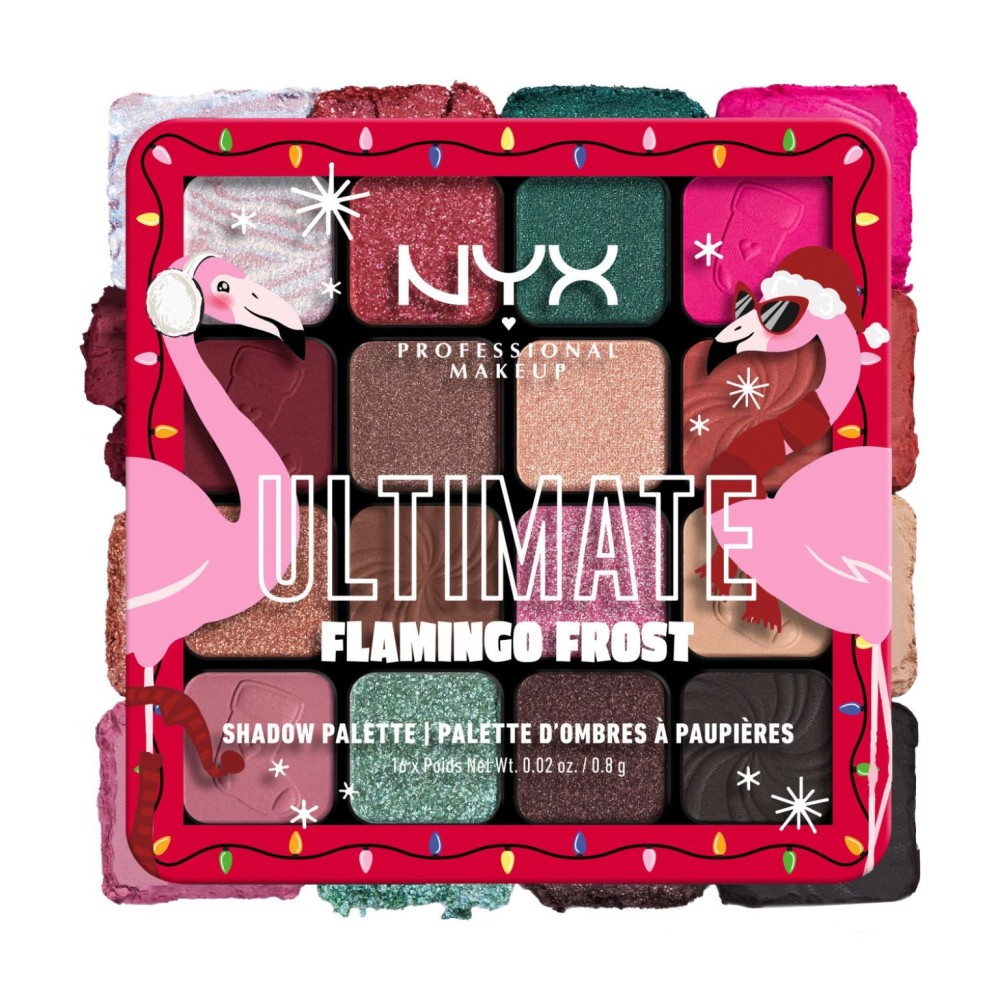 NYX
PROFESSIONAL
MAKEUP
ULTIMATE
FLAMINGO FROST
SHADOW PALETTE | PALETTE D'OMBRES À PAUPIÈRES
16 x Poids Net Wt. 0.02 oz. / 0.8 g